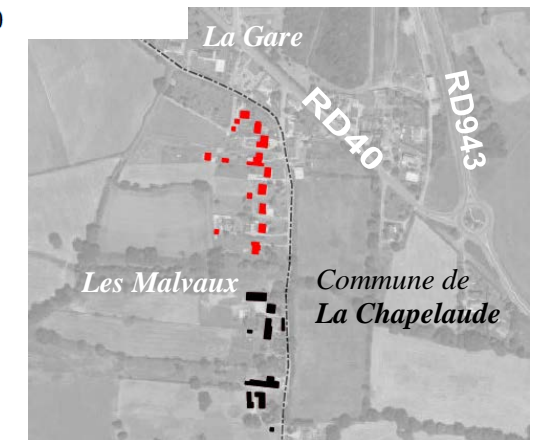 La Gare
RD40
RD943
Les Malvaux
Commune de
La Chapelaude